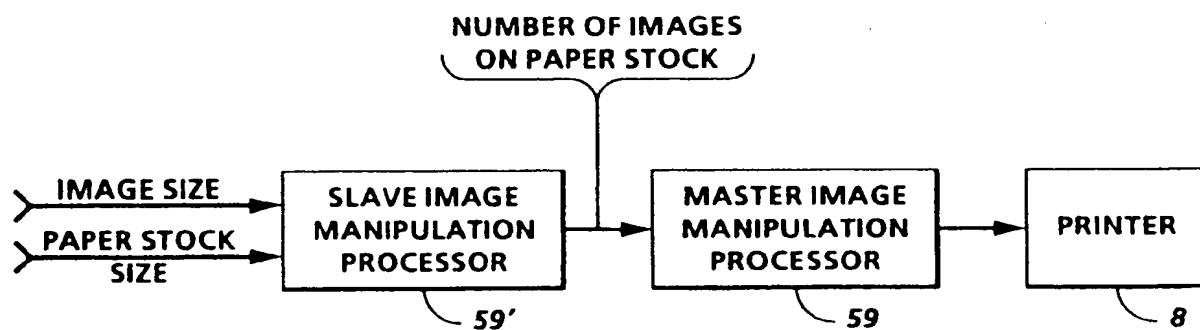 NUMBER OF IMAGES
ON PAPER STOCK
IMAGE SIZE
PAPER STOCK
SIZE
SLAVE IMAGE
MANIPULATION
PROCESSOR
59'
MASTER IMAGE
MANIPULATION
PROCESSOR
59
PRINTER
8